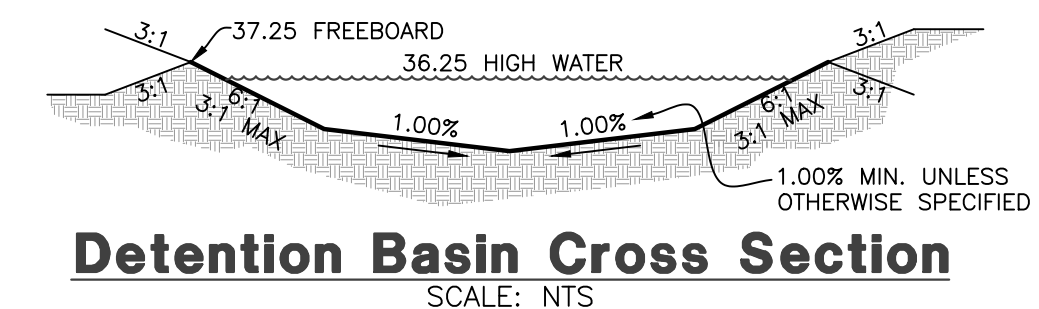 3:1
37.25 FREEBOARD
3:1
36.25 HIGH WATER
3:1
6:1
3:1 MAX
1.00%
1.00%
6:1
3:1 MAX
3:1
1.00% MIN. UNLESS
OTHERWISE SPECIFIED
Detention Basin Cross Section
SCALE: NTS